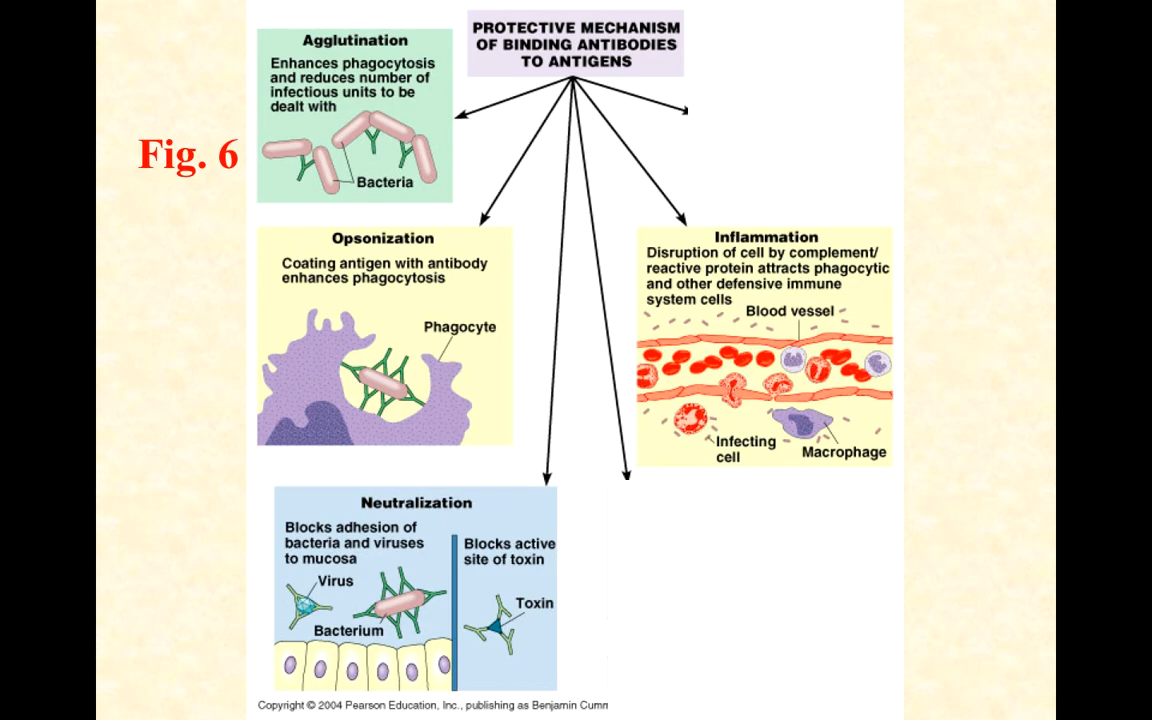 PROTECTIVE MECHANISM
OF BINDING ANTIBODIES
TO ANTIGENS
Agglutination
Enhances phagocytosis
and reduces number of
infectious units to be
dealt with
Bacteria
Fig. 6
Opsonization
Coating antigen with antibody
enhances phagocytosis
Phagocyte
Inflammation
Disruption of cell by complement/
reactive protein attracts phagocytic
and other defensive immune
system cells
Blood vessel
Infecting
cell
Macrophage
Neutralization
Blocks adhesion of
bacteria and viruses
to mucosa
Virus
Bacterium
Blocks active
site of toxin
Toxin
Copyright © 2004 Pearson Education, Inc., publishing as Benjamin